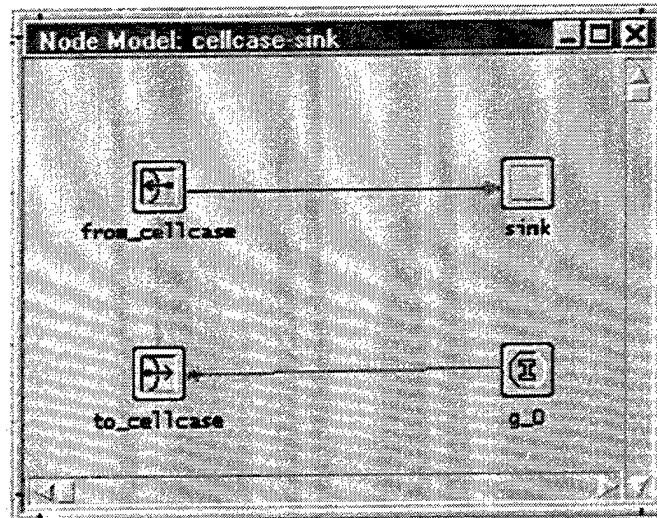 Node Model: cellcase-sink
from_cellcase
sink
to_cellcase
g_0